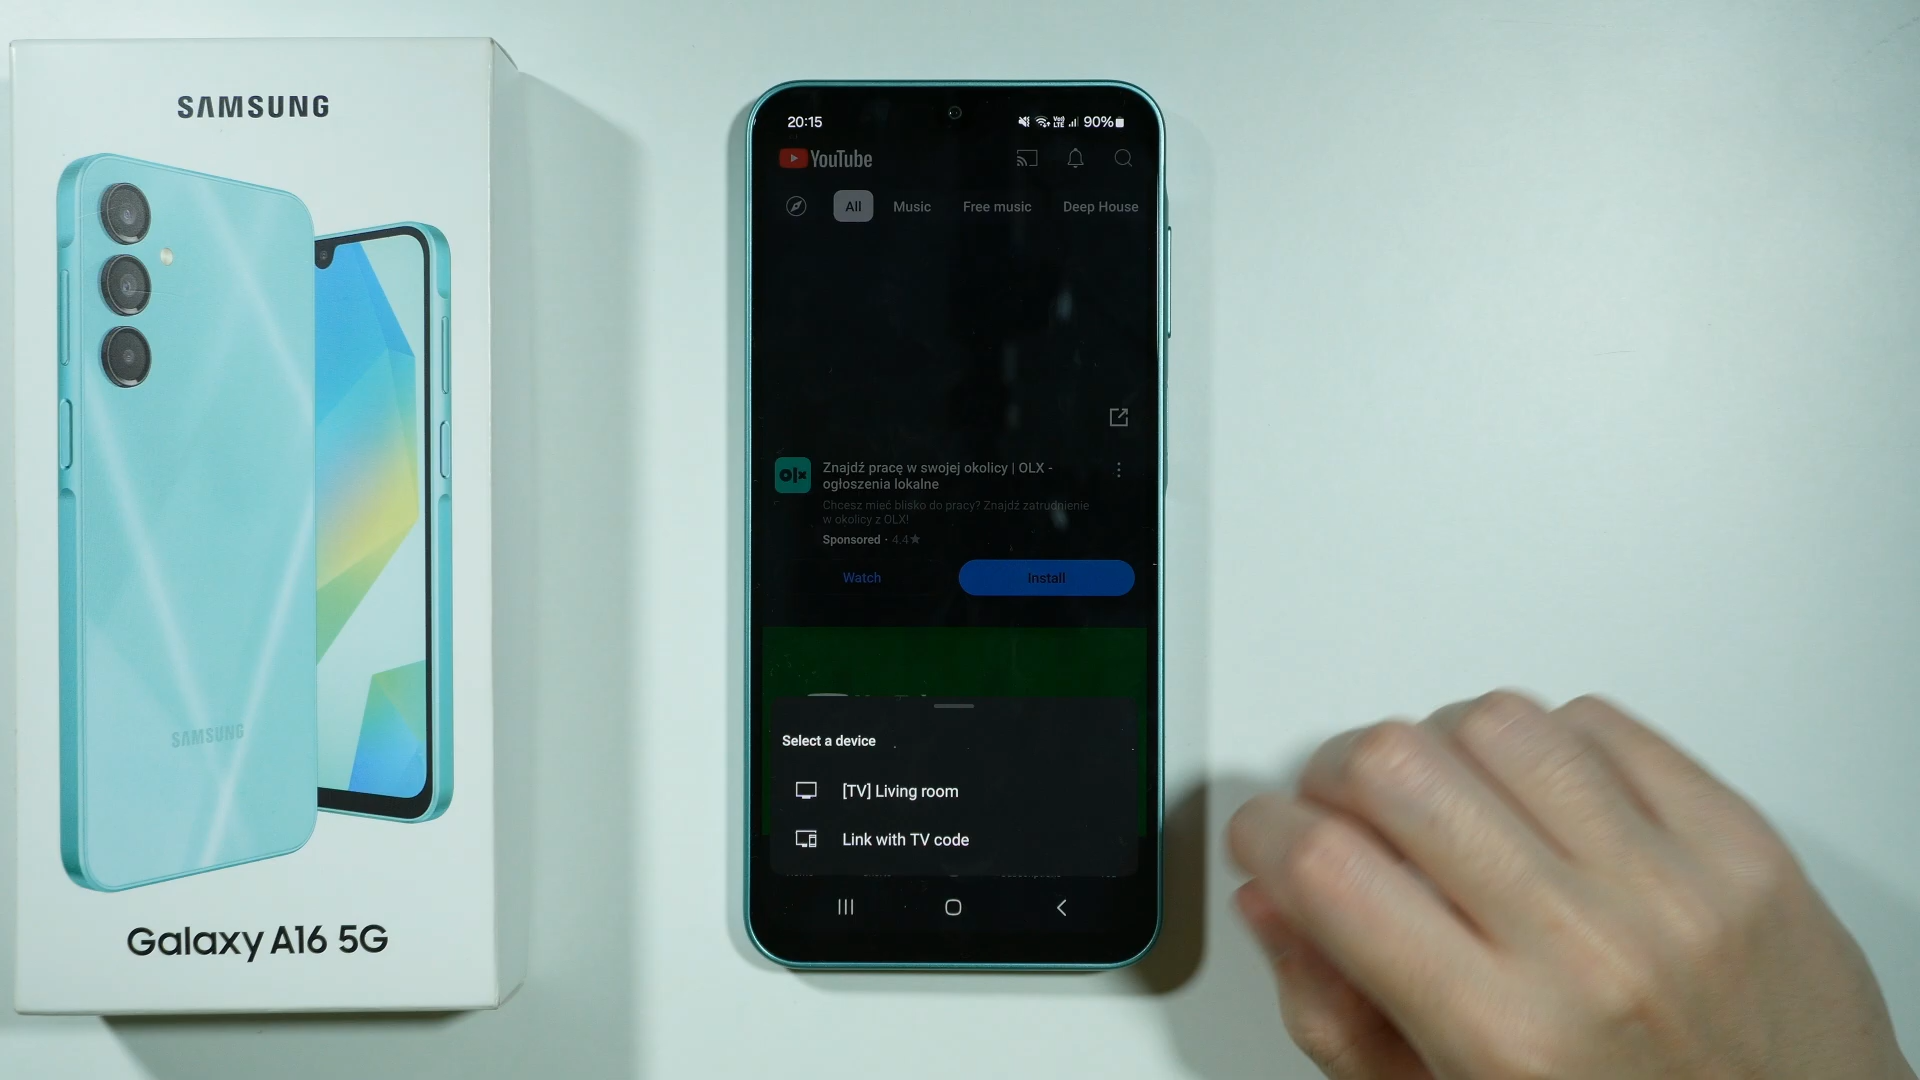 SAMSUNG
SAMSUNG
Galaxy A16 5G
20:15
90%
YouTube
All Music Free music Deep House
olx
Znajdź pracę w swojej okolicy | OLX -
ogłoszenia lokalne
Chcesz mieć blisko do pracy? Znajdź zatrudnienie
w okolicy z OLX!
Sponsored · 4.4★
Watch
Install
Select a device
[TV] Living room
Link with TV code